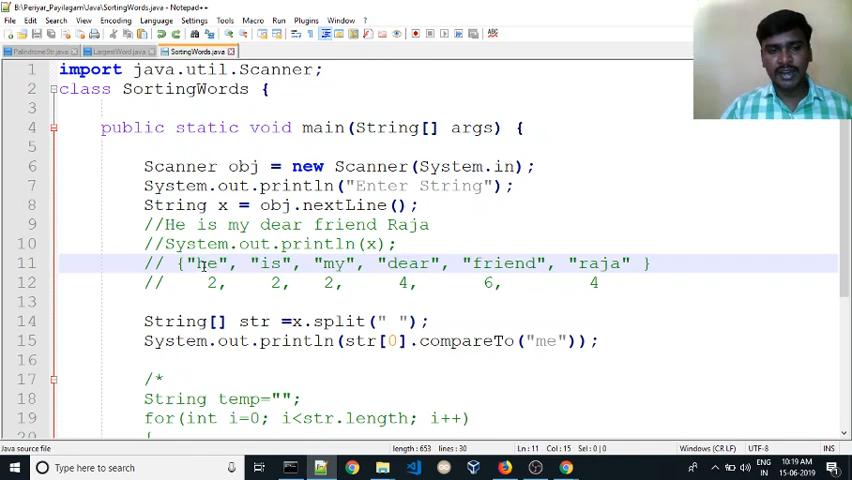 B:\Periyar_Payilagam\Java\SortingWords.java - Notepad++
File Edit Search View Encoding Language Settings Tools Macro Run Plugins Window ?
PalindromeStr.java LargestWord.java SortingWords.java
1 import java.util.Scanner;
2 class SortingWords {
3
4 public static void main(String[] args) {
5
6 Scanner obj = new Scanner(System.in);
7 System.out.println("Enter String");
8 String x = obj.nextLine();
9 //He is my dear friend Raja
10 //System.out.println(x);
11 // {"he", "is", "my", "dear", "friend", "raja" }
12 // 2, 2, 2, 4, 6, 4
13
14 String[] str =x.split(" ");
15 System.out.println(str[0].compareTo("me"));
16
17 /*
18 String temp="";
19 for(int i=0; i<str.length; i++)
20 {
Java source file length : 653 lines : 30 Ln : 11 Col : 15 Sel : 0 | 0 Windows (CR LF) UTF-8 INS
Type here to search
ENG
IN
10:19 AM
15-06-2019